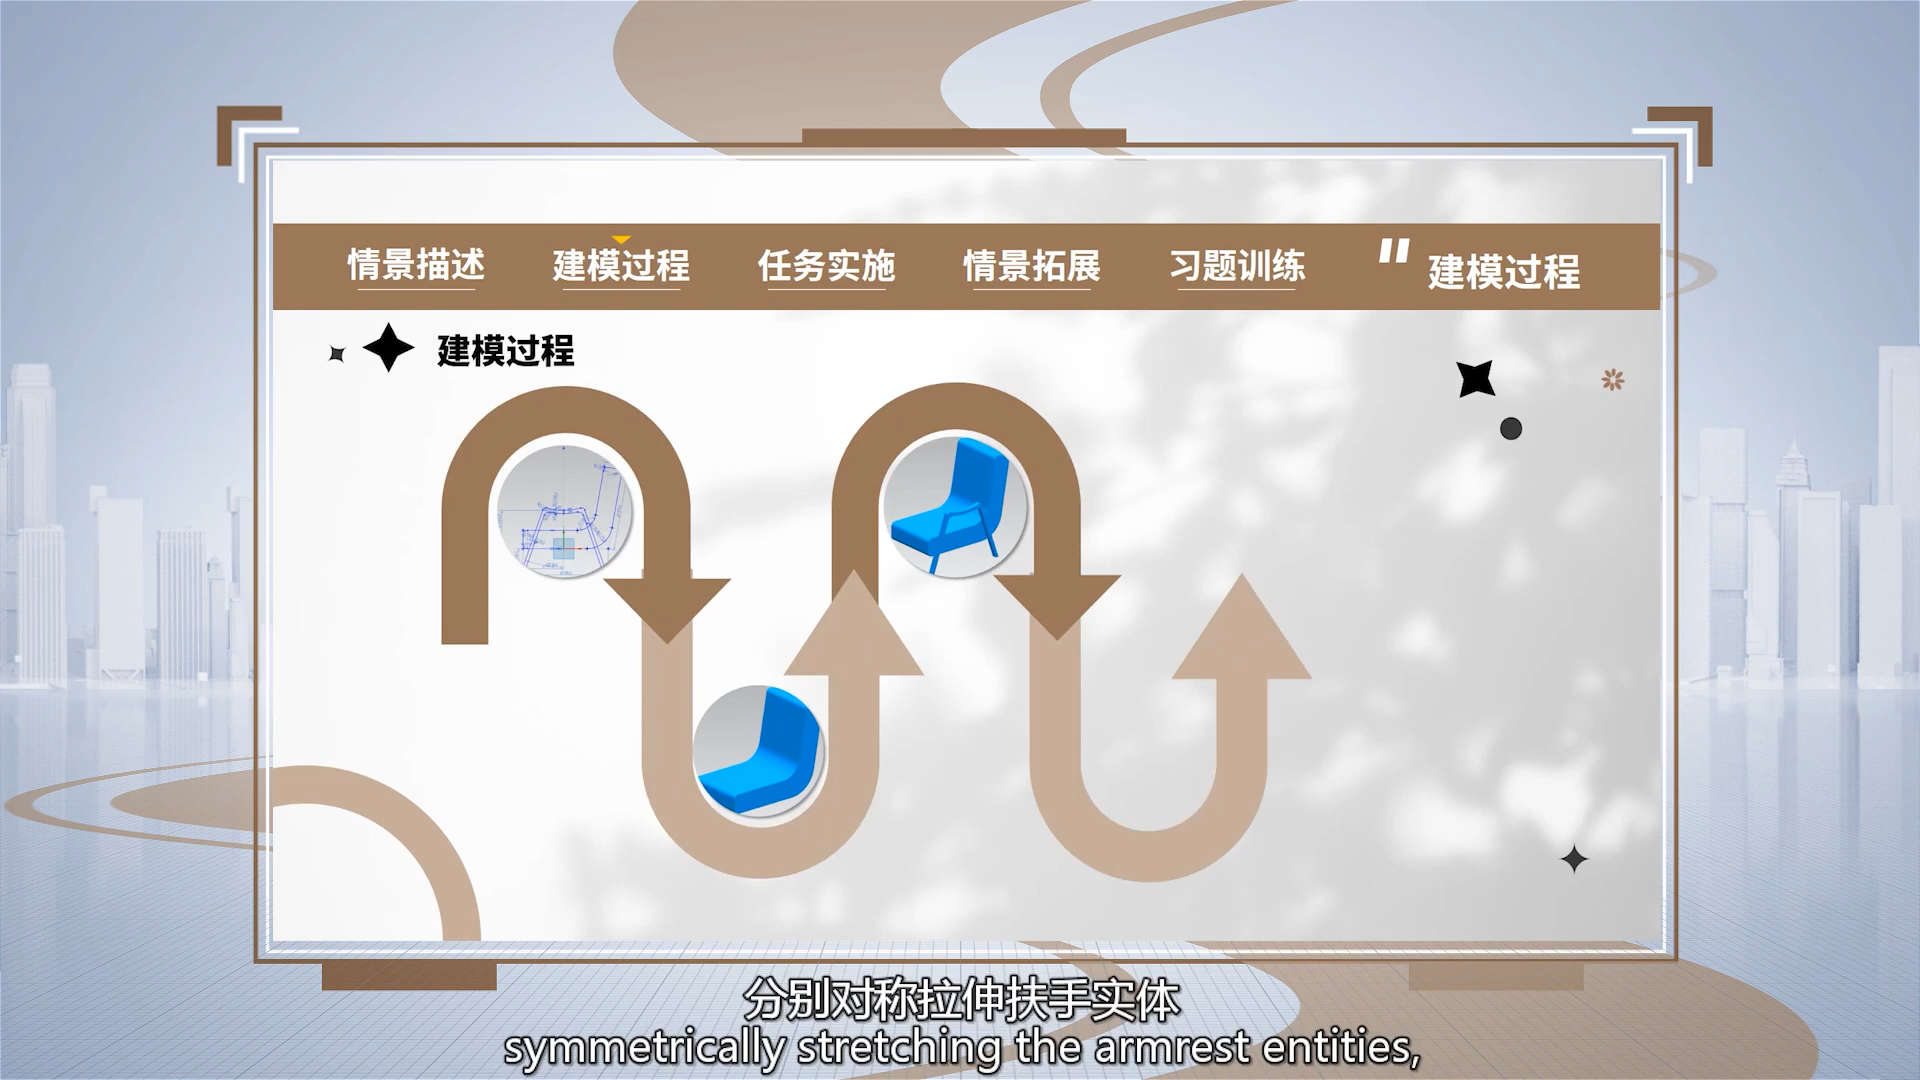 情景描述
建模过程
任务实施
情景拓展
习题训练
" 建模过程
建模过程
分别对称拉伸扶手实体
symmetrically stretching the armrest entities,